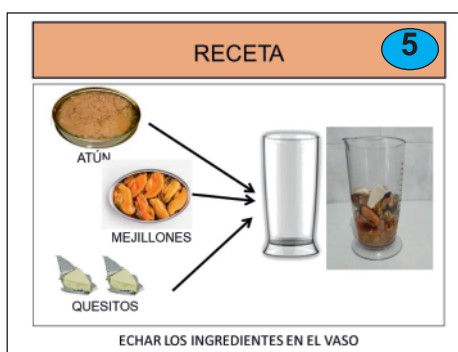 RECETA
5
ATÚN
MEJILLONES
QUESITOS
ECHAR LOS INGREDIENTES EN EL VASO